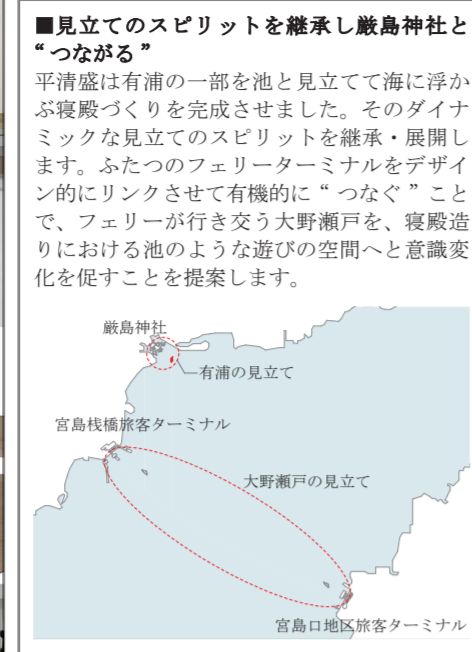 ■見立てのスピリットを継承し厳島神社と
“つながる”
平清盛は有浦の一部を池と見立てて海に浮か
ぶ寝殿づくりを完成させました。そのダイナ
ミックな見立てのスピリットを継承・展開し
ます。ふたつのフェリーターミナルをデザイ
ン的にリンクさせて有機的に“つなぐ”こと
で、フェリーが行き交う大野瀬戸を、寝殿造
りにおける池のような遊びの空間へと意識変
化を促すことを提案します。
厳島神社
有浦の見立て
宮島桟橋旅客ターミナル
大野瀬戸の見立て
宮島口地区旅客ターミナル